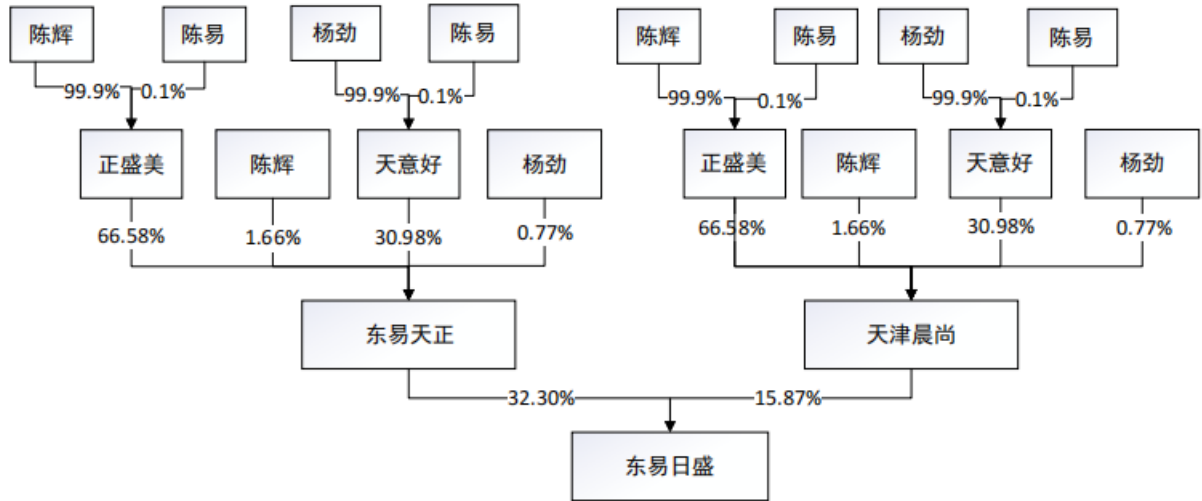 陈辉 陈易 杨劲 陈易 陈辉 陈易 杨劲 陈易
99.9% 0.1% 99.9% 0.1% 99.9% 0.1% 99.9% 0.1%
正盛美 陈辉 天意好 杨劲 正盛美 陈辉 天意好 杨劲
66.58% 1.66% 30.98% 0.77% 66.58% 1.66% 30.98% 0.77%
东易天正 天津晨尚
32.30% 15.87%
东易日盛